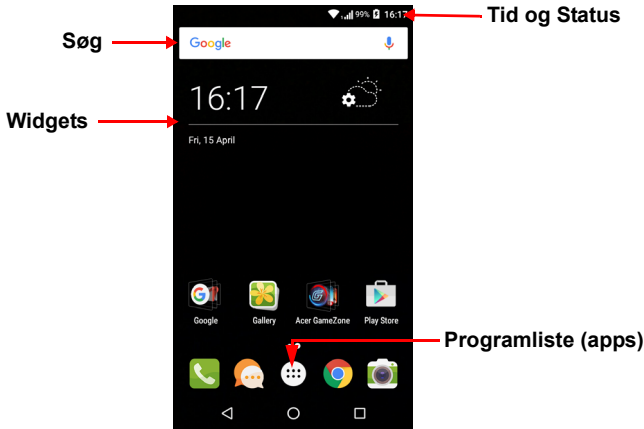 99% 16:17
Tid og Status
Søg
Google
16:17
Widgets
Fri, 15 April
Google Gallery Acer GameZone Play Store
Programliste (apps)